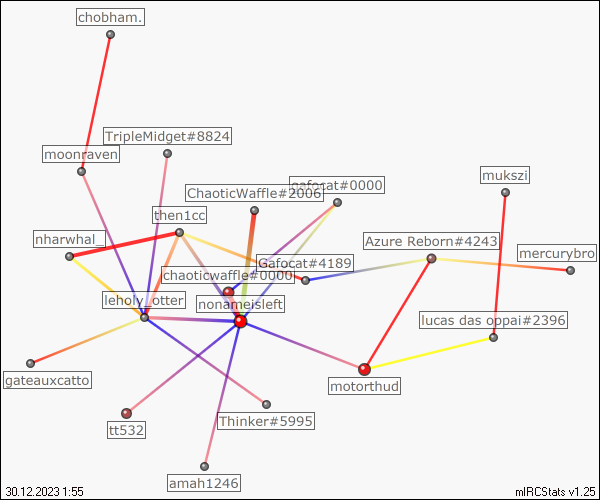 chobham.
TripleMidget#8824
moonraven
mukszi
gafocat#0000
ChaoticWaffle#2006
then1cc
nharwhal_
Azure Reborn#4243
mercurybro
Gafocat#4189
chaoticwaffle#0000
leholy_otter
nonameisleft
lucas das oppai#2396
gateauxcatto
motorthud
Thinker#5995
tt532
amah1246
30.12.2023 1:55
mIRCStats v1.25